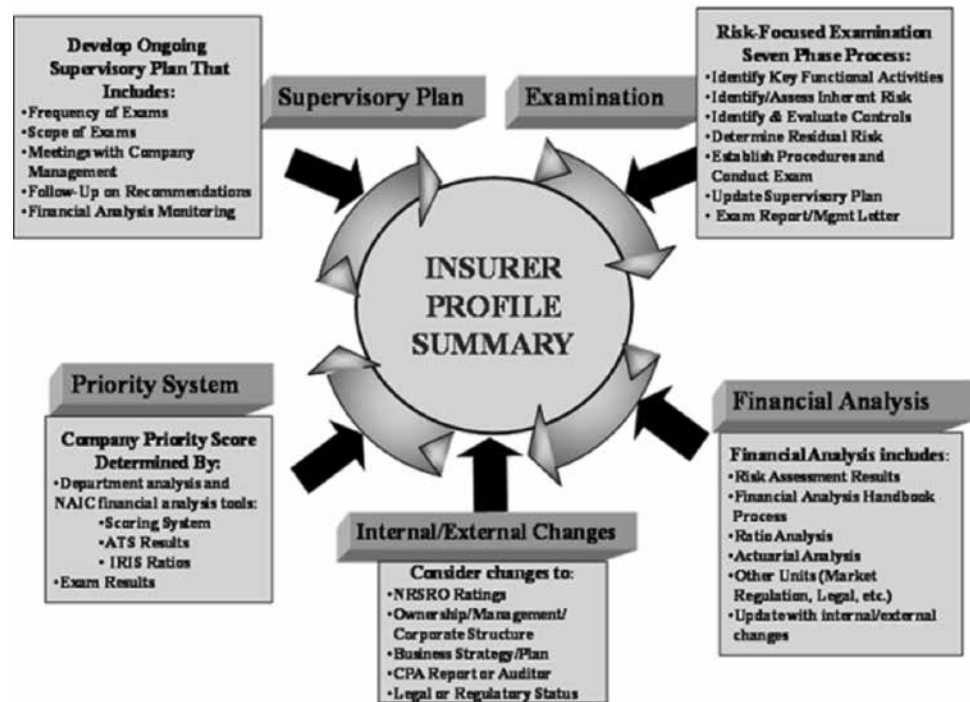 Develop Ongoing
Supervisory Plan That
Includes:
•Frequency of Exams
•Scope of Exams
•Meetings with Company
Management
•Follow-Up on Recommendations
•Financial Analysis Monitoring
Supervisory Plan
Examination
Risk-Focused Examination
Seven Phase Process:
•Identify Key Functional Activities
•Identify/Assess Inherent Risk
•Identify & Evaluate Controls
•Determine Residual Risk
•Establish Procedures and
Conduct Exam
•Update Supervisory Plan
• Exam Report/Mgmt Letter
INSURER
PROFILE
SUMMARY
Priority System
Company Priority Score
Determined By:
•Department analysis and
NAIC financial analysis tools:
•Scoring System
•ATS Results
•IRIS Ratios
•Exam Results
Internal/External Changes
Consider changes to:
•NRSRO Ratings
•Ownership/Management/
Corporate Structure
•Business Strategy/Plan
•CPA Report or Auditor
•Legal or Regulatory Status
Financial Analysis
Financial Analysis includes:
•Risk Assessment Results
•Financial Analysis Handbook
Process
•Ratio Analysis
•Actuarial Analysis
•Other Units (Market
Regulation, Legal, etc.)
•Update with internal/external
changes